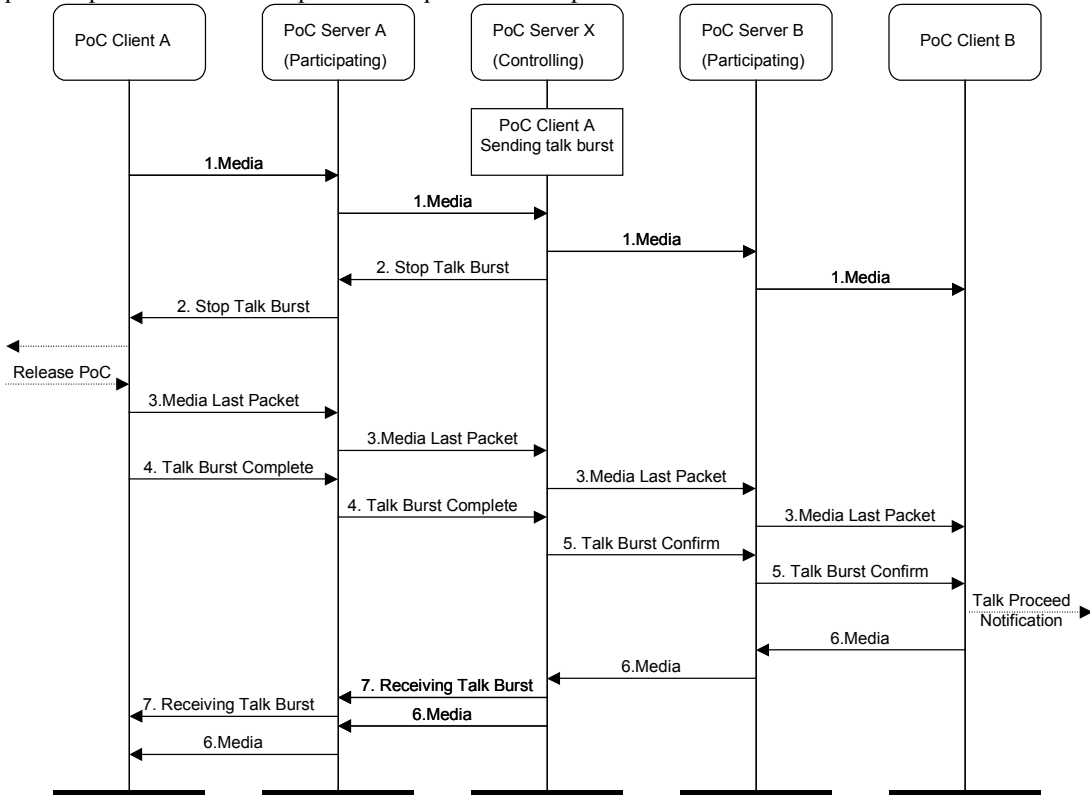 PoC Client A
PoC Server A
(Participating)
PoC Server X
(Controlling)
PoC Server B
(Participating)
PoC Client B
PoC Client A
Sending talk burst
1.Media
1.Media
1.Media
2. Stop Talk Burst
1.Media
2. Stop Talk Burst
Release PoC
3.Media Last Packet
3.Media Last Packet
4. Talk Burst Complete
3.Media Last Packet
4. Talk Burst Complete
3.Media Last Packet
5. Talk Burst Confirm
5. Talk Burst Confirm
Talk Proceed
Notification
6.Media
6.Media
7. Receiving Talk Burst
7. Receiving Talk Burst
6.Media
6.Media